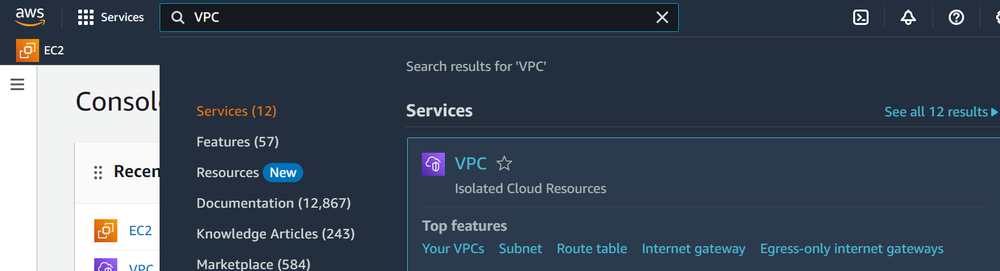 aws
Services
VPC
EC2
Search results for 'VPC'
Services (12)
Services
See all 12 results
Features (57)
VPC
Resources New
Isolated Cloud Resources
Documentation (12,867)
Top features
Knowledge Articles (243)
Your VPCs Subnet Route table Internet gateway Egress-only internet gateways
Marketplace (584)
Consol
Recen
EC2
VPC